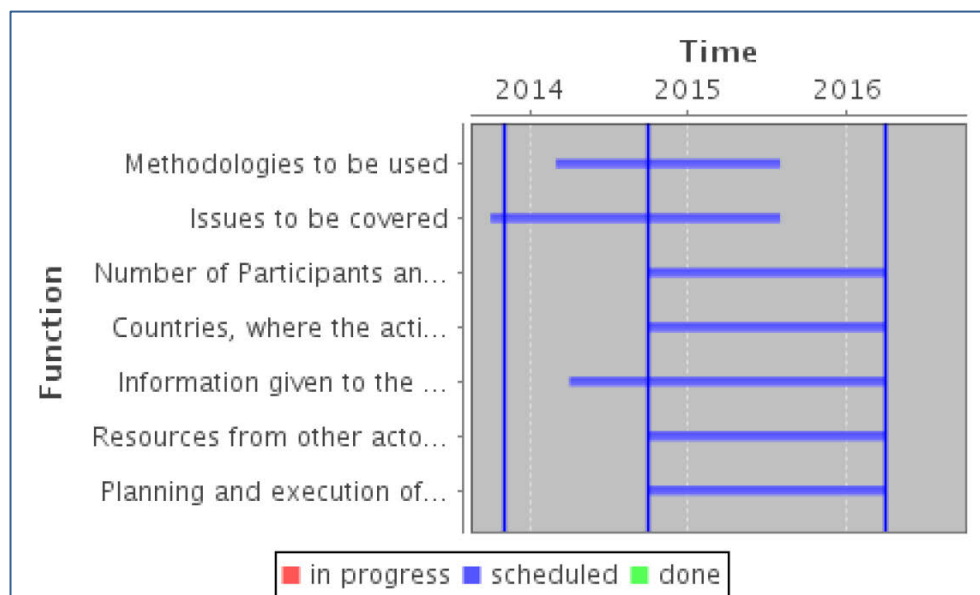 Time
2014 2015 2016
Function
Methodologies to be used
Issues to be covered
Number of Participants an...
Countries, where the acti...
Information given to the ...
Resources from other acto...
Planning and execution of...
in progress scheduled done